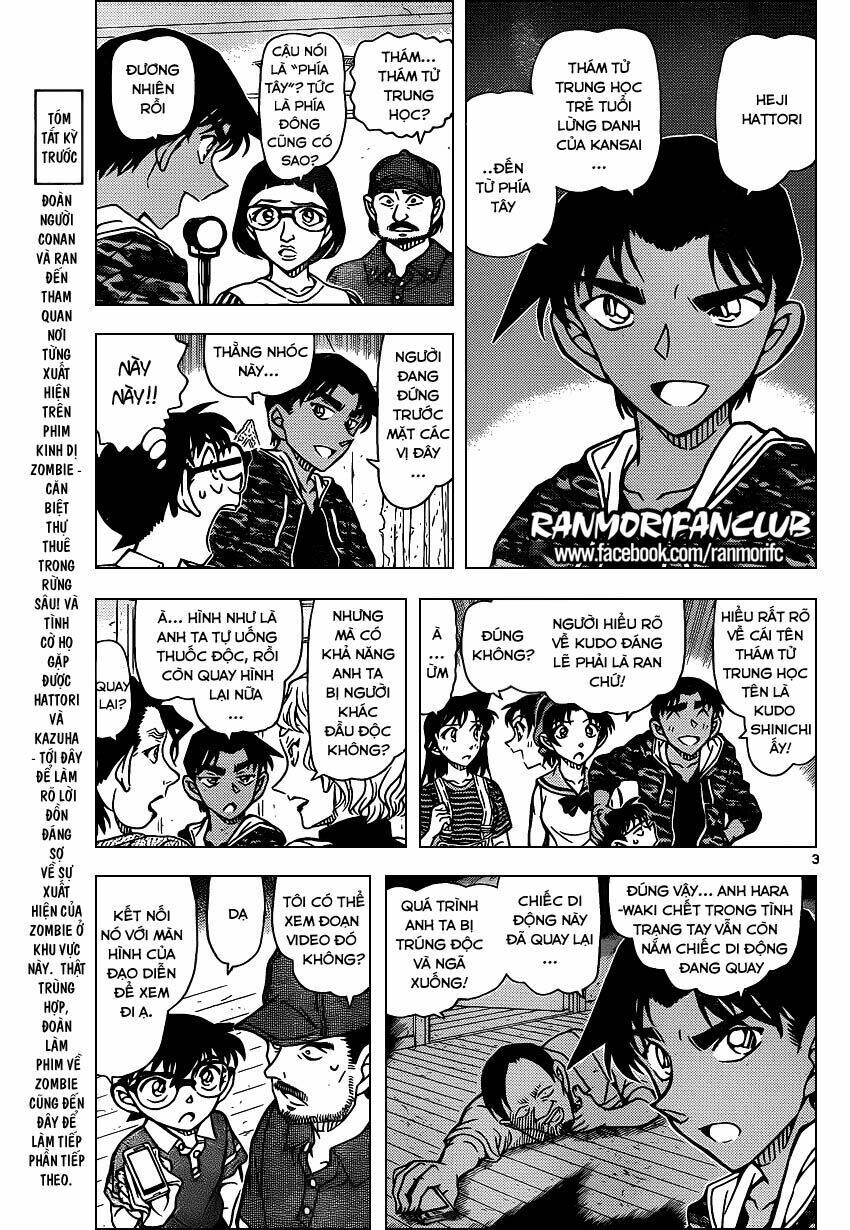 TÓM
TẮT KỲ
TRƯỚC
ĐOÀN
NGƯỜI
CONAN
VÀ RAN
ĐẾN
THAM
QUAN
NƠI
TỪNG
XUẤT
HIỆN
TRÊN
PHIM
KINH DỊ
ZOMBIE -
CĂN
BIỆT
THỰ
THUÊ
TRONG
RỪNG
SÂU! VÀ
TÌNH
CỜ HỌ
GẶP
ĐƯỢC
HATTORI
VÀ
KAZUHA
- TỚI ĐÂY
ĐỂ LÀM
RÕ LỜI
ĐỒN
ĐÁNG
SỢ
VỀ SỰ
XUẤT
HIỆN CỦA
ZOMBIE Ở
KHU VỰC
NÀY. THẬT
TRÙNG
HỢP,
ĐOÀN
LÀM
PHIM VỀ
ZOMBIE
CŨNG ĐẾN
ĐÂY ĐỂ
LÀM TIẾP
PHẦN TIẾP
THEO.
HEJI
HATTORI
THÁM TỬ
TRUNG HỌC
TRẺ TUỔI
LỪNG DANH
CỦA KANSAI
...
..ĐẾN
TỪ PHÍA
TÂY
THÁM...
THÁM TỬ
TRUNG
HỌC?
CẬU NÓI
LÀ "PHÍA
TÂY"? TỨC
LÀ PHÍA
ĐÔNG
CŨNG CÓ
SAO?
ĐƯƠNG
NHIÊN
RỒI
NGƯỜI
ĐANG
ĐỨNG
TRƯỚC
MẶT CÁC
VỊ ĐÂY
...
THẰNG NHÓC
NÀY...
NÀY
NÀY!!
RANMORIFANCLUB
www.facebook.com/ranmorifc
HIỂU RẤT RÕ
VỀ CÁI TÊN
THÁM TỬ
TRUNG HỌC
TÊN LÀ
KUDO
SHINICHI
ẤY!
NGƯỜI HIỂU RÕ
VỀ KUDO ĐÁNG
LẼ PHẢI LÀ RAN
CHỨ!
ĐÚNG
KHÔNG?
À
...
ỪM
NHƯNG
MÀ CÓ
KHẢ NĂNG
ANH TA
BỊ NGƯỜI
KHÁC
ĐẦU ĐỘC
KHÔNG?
À... HÌNH NHƯ LÀ
ANH TA TỰ UỐNG
THUỐC ĐỘC, RỒI
CÒN QUAY HÌNH
LẠI NỮA
...
QUAY
LẠI?
3
ĐÚNG VẬY... ANH HARA
-WAKI CHẾT TRONG TÌNH
TRẠNG TAY VẪN CÒN
NẮM CHIẾC DI ĐỘNG
ĐANG QUAY
CHIẾC DI
ĐỘNG NÀY
ĐÃ QUAY LẠI
...
QUÁ TRÌNH
ANH TA BỊ
TRÚNG ĐỘC
VÀ NGÃ
XUỐNG!
TÔI CÓ THỂ
XEM ĐOẠN
VIDEO ĐÓ
KHÔNG?
DẠ
KẾT NỐI
NÓ VỚI MÀN
HÌNH CỦA
ĐẠO DIỄN
ĐỂ XEM
ĐI Ạ.